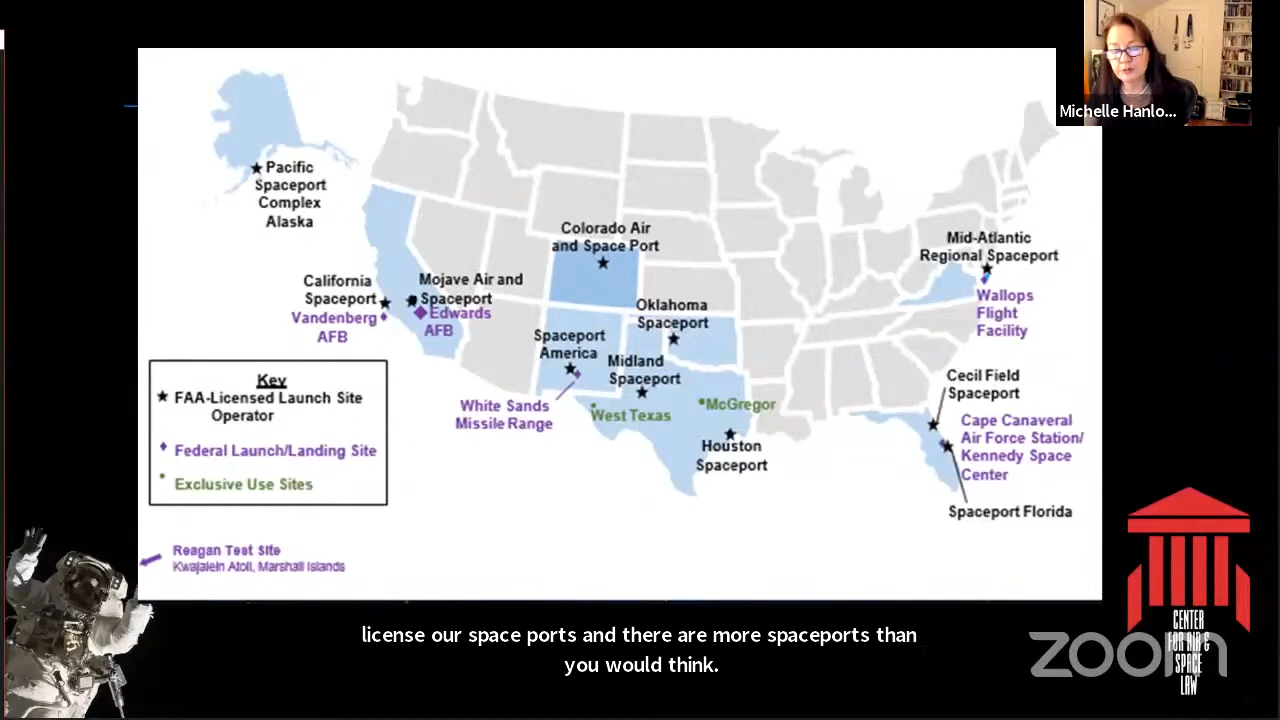 Michelle Hanlo...
Pacific
Spaceport
Complex
Alaska
Colorado Air
and Space Port
Mid-Atlantic
Regional Spaceport
California
Spaceport
Vandenberg
AFB
Mojave Air and
Spaceport
Edwards
AFB
Wallops
Flight
Facility
Oklahoma
Spaceport
Spaceport
America
Midland
Spaceport
White Sands
Missile Range
West Texas
McGregor
Houston
Spaceport
Cecil Field
Spaceport
Cape Canaveral
Air Force Station/
Kennedy Space
Center
Spaceport Florida
Key
FAA-Licensed Launch Site
Operator
Federal Launch/Landing Site
Exclusive Use Sites
Reagan Test Site
Kwajalein Atoll, Marshall Islands
license our space ports and there are more spaceports than
you would think.
zoom
CENTER
FOR AIR &
SPACE
LAW